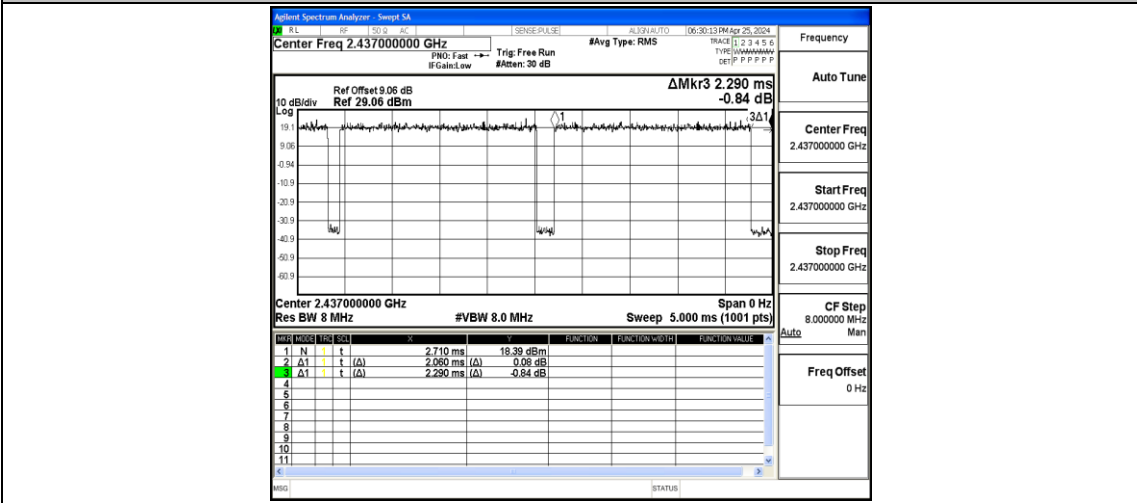 Agilent Spectrum Analyzer - Swept SA
RL RF 50 Ω AC SENSE:PULSE ALIGN AUTO 06:30:13 PM Apr 25, 2024
Center Freq 2.437000000 GHz #Avg Type: RMS TRACE 1 2 3 4 5 6
PNO: Fast Trig: Free Run TYPE
IFGain:Low #Atten: 30 dB DET P P P P P P
Frequency
ΔMkr3 2.290 ms
-0.84 dB
Ref Offset 9.06 dB
10 dB/div Ref 29.06 dBm
Log
1 3Δ1
19.1
9.06
-0.94
-10.9
-20.9
-30.9
-40.9
-50.9
-60.9
Center 2.437000000 GHz Span 0 Hz
Res BW 8 MHz #VBW 8.0 MHz Sweep 5.000 ms (1001 pts)
MKR MODE TRC SCL X Y FUNCTION FUNCTION WIDTH FUNCTION VALUE
1 N 1 t 2.710 ms 18.39 dBm
2 Δ1 1 t (Δ) 2.060 ms (Δ) 0.08 dB
3 Δ1 1 t (Δ) 2.290 ms (Δ) -0.84 dB
4
5
6
7
8
9
10
11
MSG STATUS
Auto Tune
Center Freq
2.437000000 GHz
Start Freq
2.437000000 GHz
Stop Freq
2.437000000 GHz
CF Step
8.000000 MHz
Auto Man
Freq Offset
0 Hz